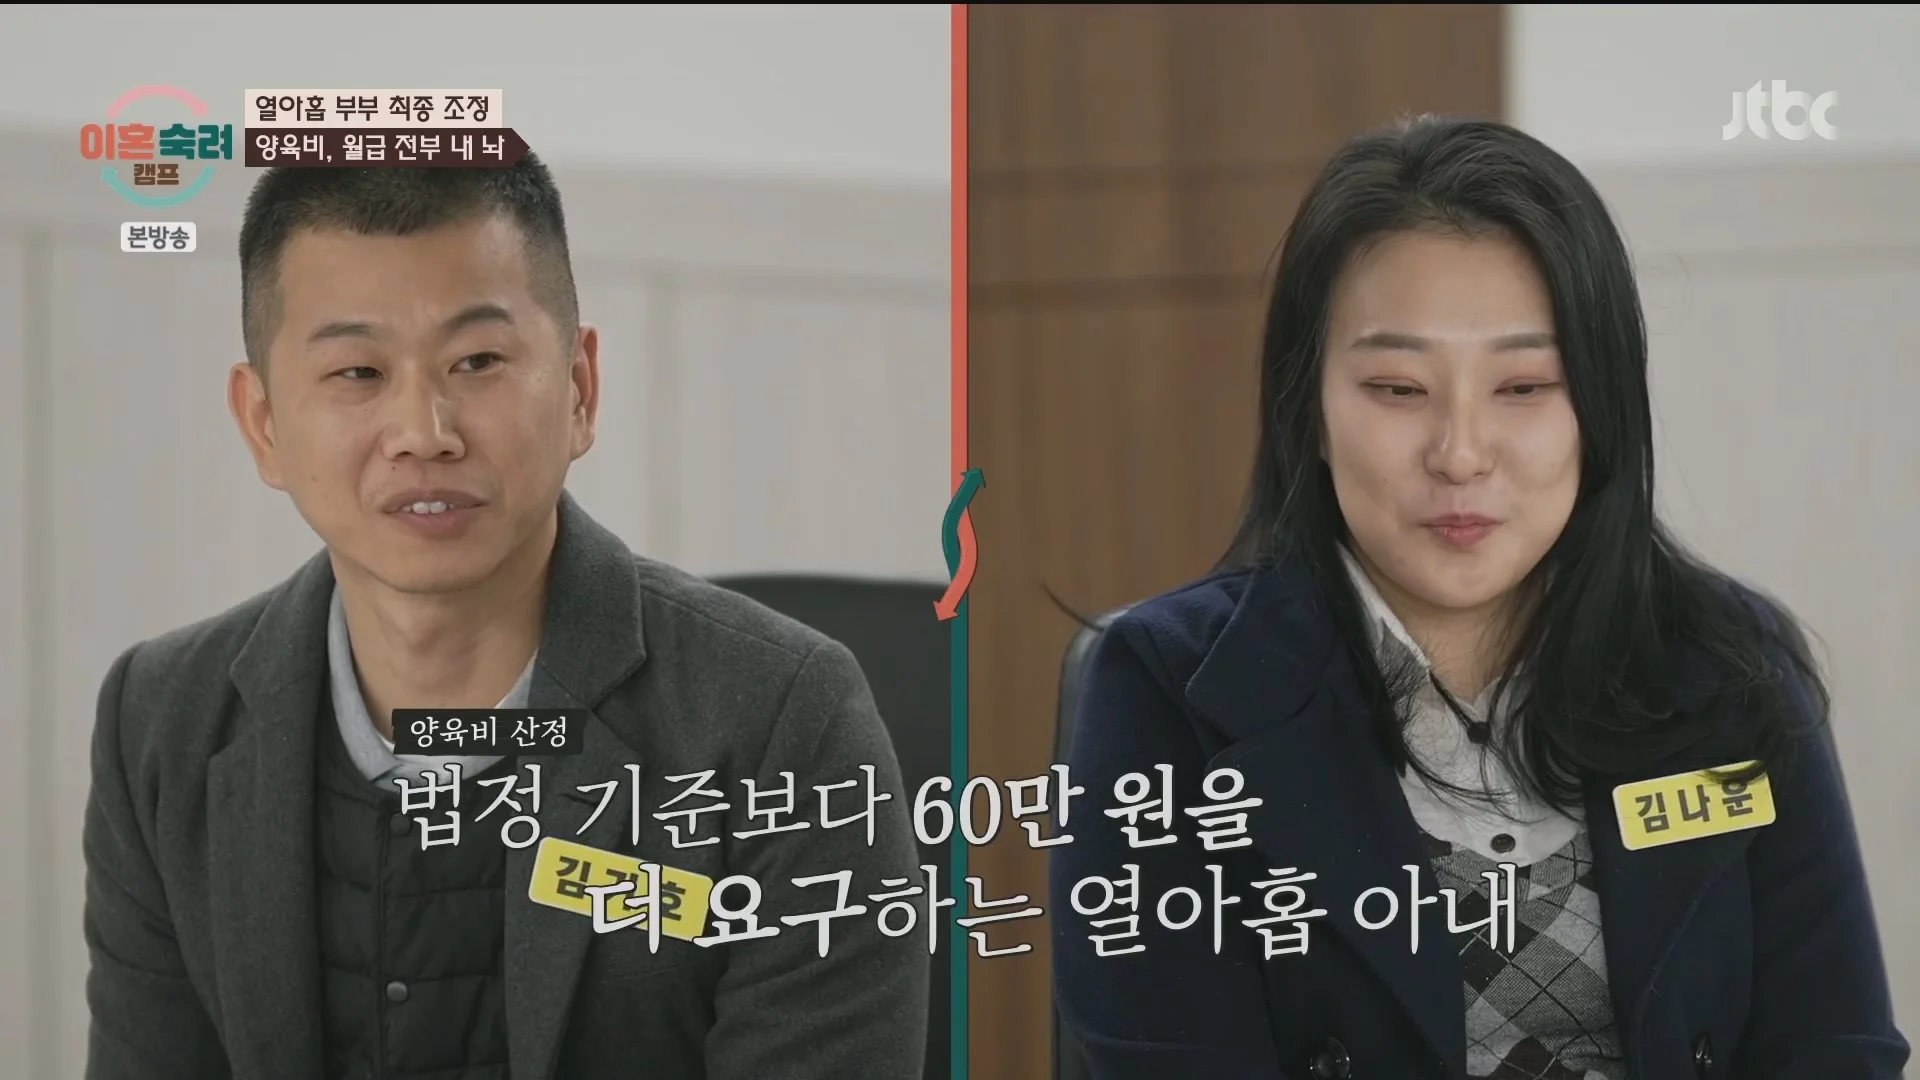 이혼 숙려
캠프
본방송
열아홉 부부 최종 조정
양육비, 월급 전부 내 놔
jtbc
양육비 산정
법정 기준보다 60만 원을
더 요구하는 열아홉 아내
김나훈